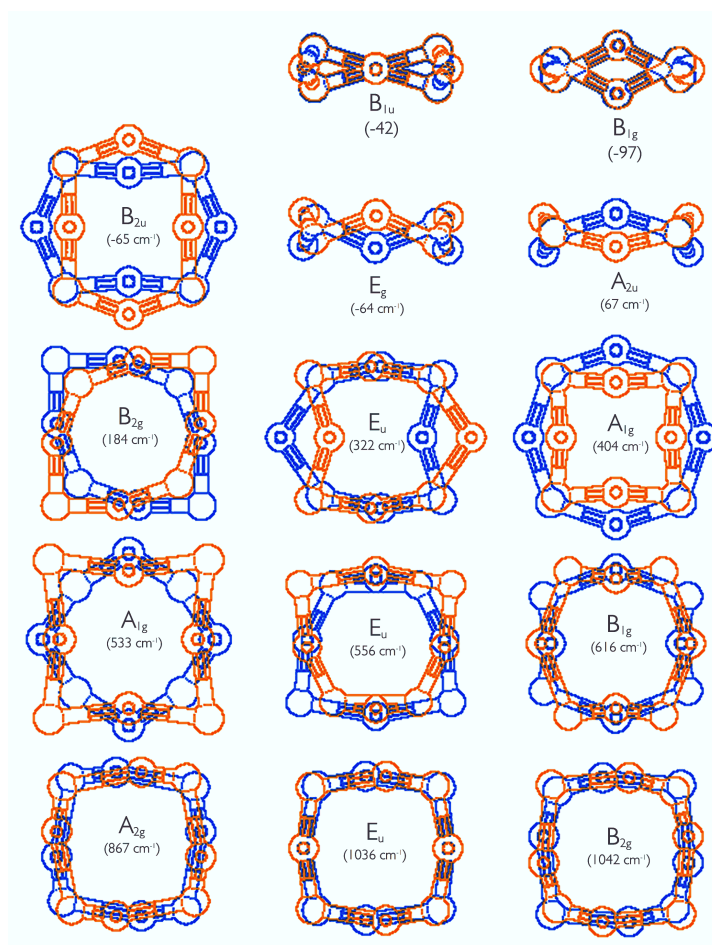 B1u
(-42)
B1g
(-97)
B2u
(-65 cm⁻¹)
Eg
(-64 cm⁻¹)
A2u
(67 cm⁻¹)
B2g
(184 cm⁻¹)
Eu
(322 cm⁻¹)
A1g
(404 cm⁻¹)
A1g
(533 cm⁻¹)
Eu
(556 cm⁻¹)
B1g
(616 cm⁻¹)
A2g
(867 cm⁻¹)
Eu
(1036 cm⁻¹)
B2g
(1042 cm⁻¹)